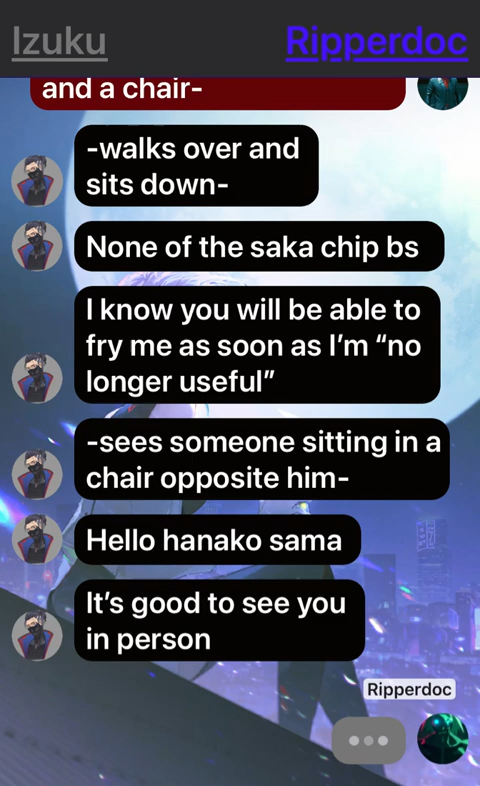 Izuku
Ripperdoc
and a chair-
-walks over and
sits down-
None of the saka chip bs
I know you will be able to
fry me as soon as I’m “no
longer useful”
-sees someone sitting in a
chair opposite him-
Hello hanako sama
It’s good to see you
in person
Ripperdoc